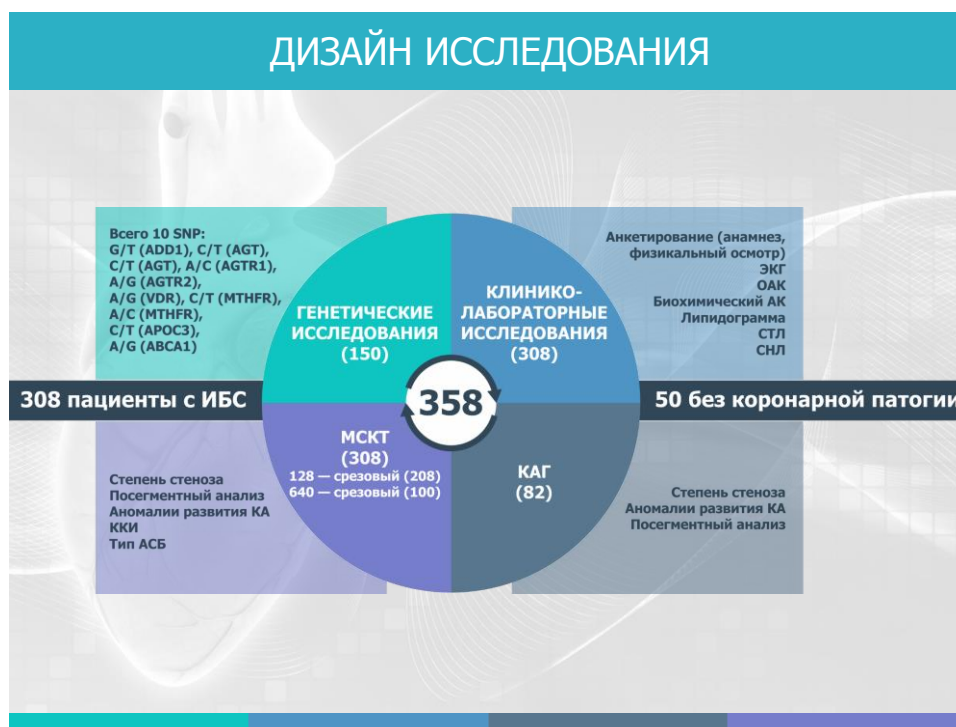 ДИЗАЙН ИССЛЕДОВАНИЯ
Всего 10 SNP:
G/T (ADD1), C/T (AGT),
C/T (AGT), A/C (AGTR1),
A/G (AGTR2),
A/G (VDR), C/T (MTHFR),
A/C (MTHFR),
C/T (APOC3),
A/G (ABCA1)
ГЕНЕТИЧЕСКИЕ
ИССЛЕДОВАНИЯ
(150)
КЛИНИКО-
ЛАБОРАТОРНЫЕ
ИССЛЕДОВАНИЯ
(308)
Анкетирование (анамнез,
физикальный осмотр)
ЭКГ
ОАК
Биохимический АК
Липидограмма
СТЛ
СНЛ
308 пациенты с ИБС
358
50 без коронарной патогии
МСКТ
(308)
128 — срезовый (208)
640 — срезовый (100)
КАГ
(82)
Степень стеноза
Посегментный анализ
Аномалии развития КА
ККИ
Тип АСБ
Степень стеноза
Аномалии развития КА
Посегментный анализ